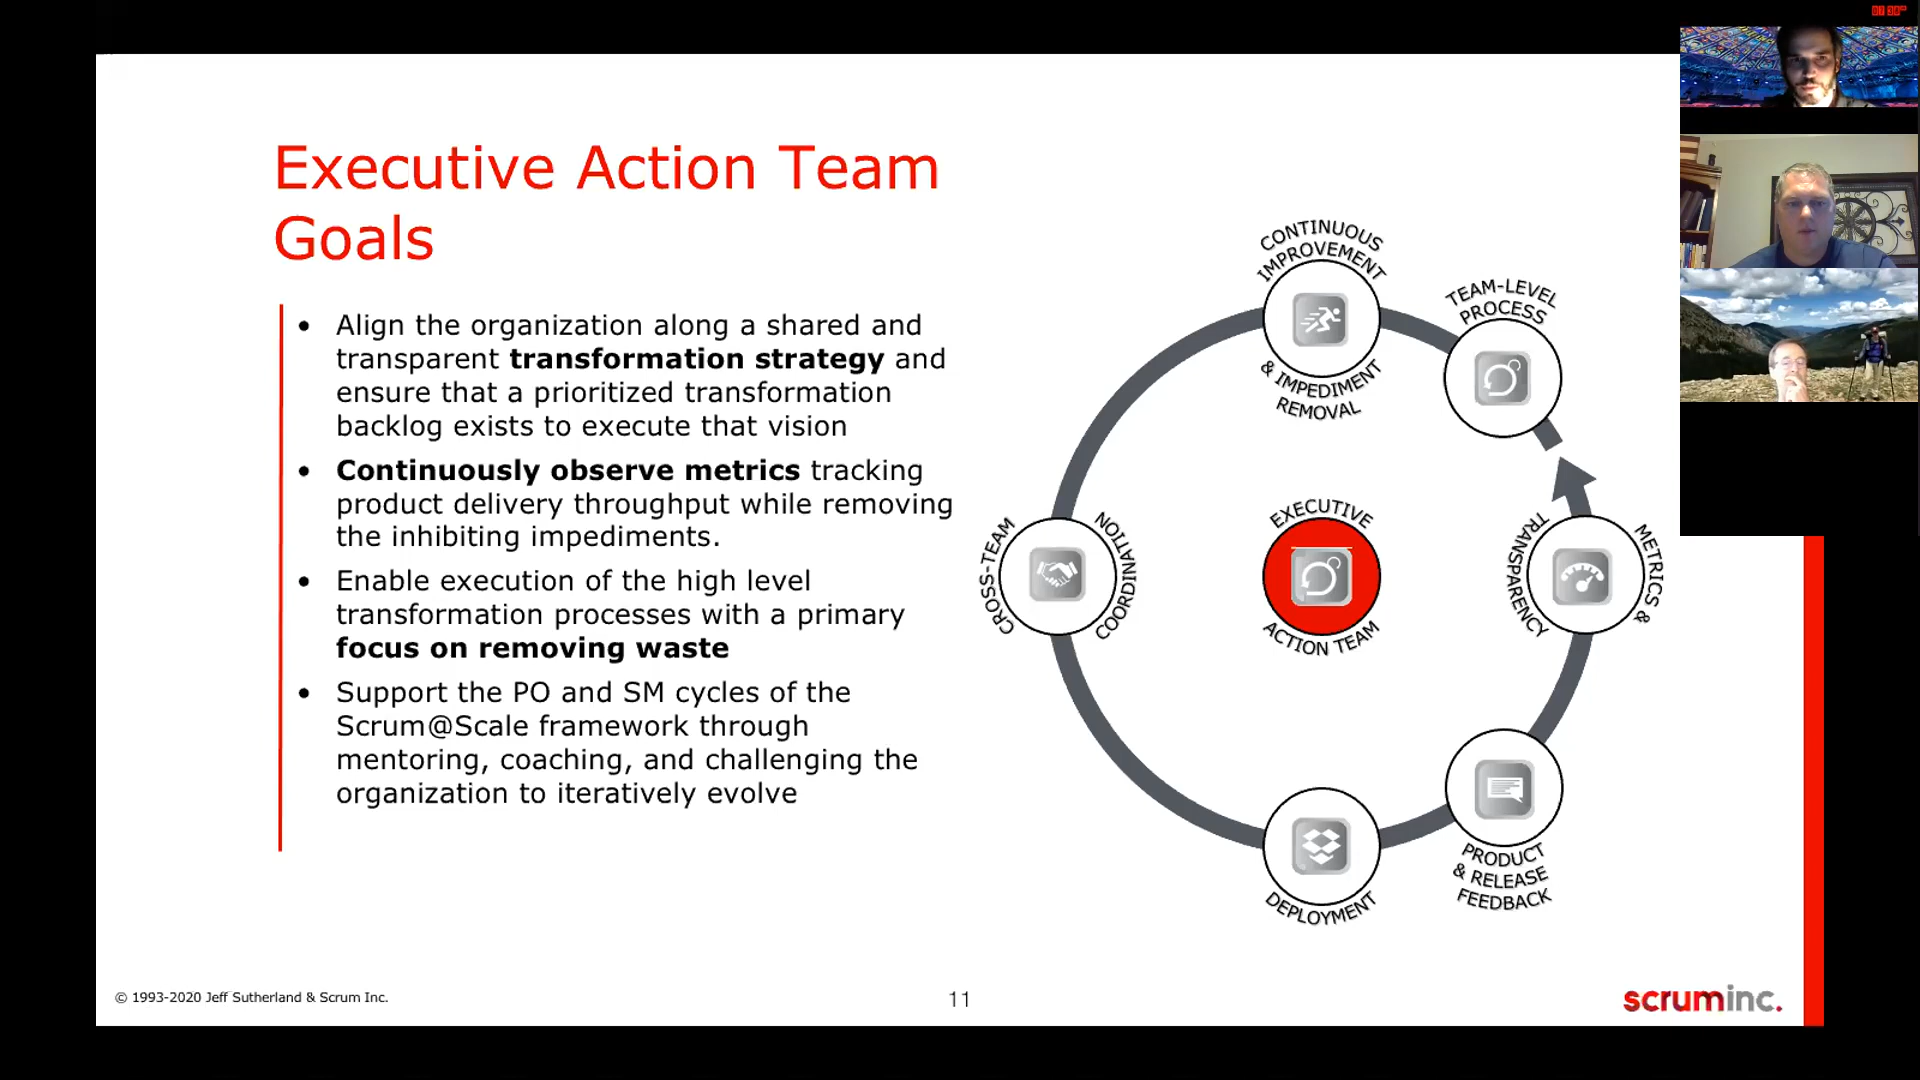 Executive Action Team
Goals
• Align the organization along a shared and
transparent transformation strategy and
ensure that a prioritized transformation
backlog exists to execute that vision
• Continuously observe metrics tracking
product delivery throughput while removing
the inhibiting impediments.
• Enable execution of the high level
transformation processes with a primary
focus on removing waste
• Support the PO and SM cycles of the
Scrum@Scale framework through
mentoring, coaching, and challenging the
organization to iteratively evolve
CONTINUOUS
IMPROVEMENT
& IMPEDIMENT
REMOVAL
TEAM-LEVEL
PROCESS
CROSS-TEAM
COORDINATION
EXECUTIVE
ACTION TEAM
METRICS &
TRANSPARENCY
PRODUCT
& RELEASE
FEEDBACK
DEPLOYMENT
© 1993-2020 Jeff Sutherland & Scrum Inc.
11
scruminc.